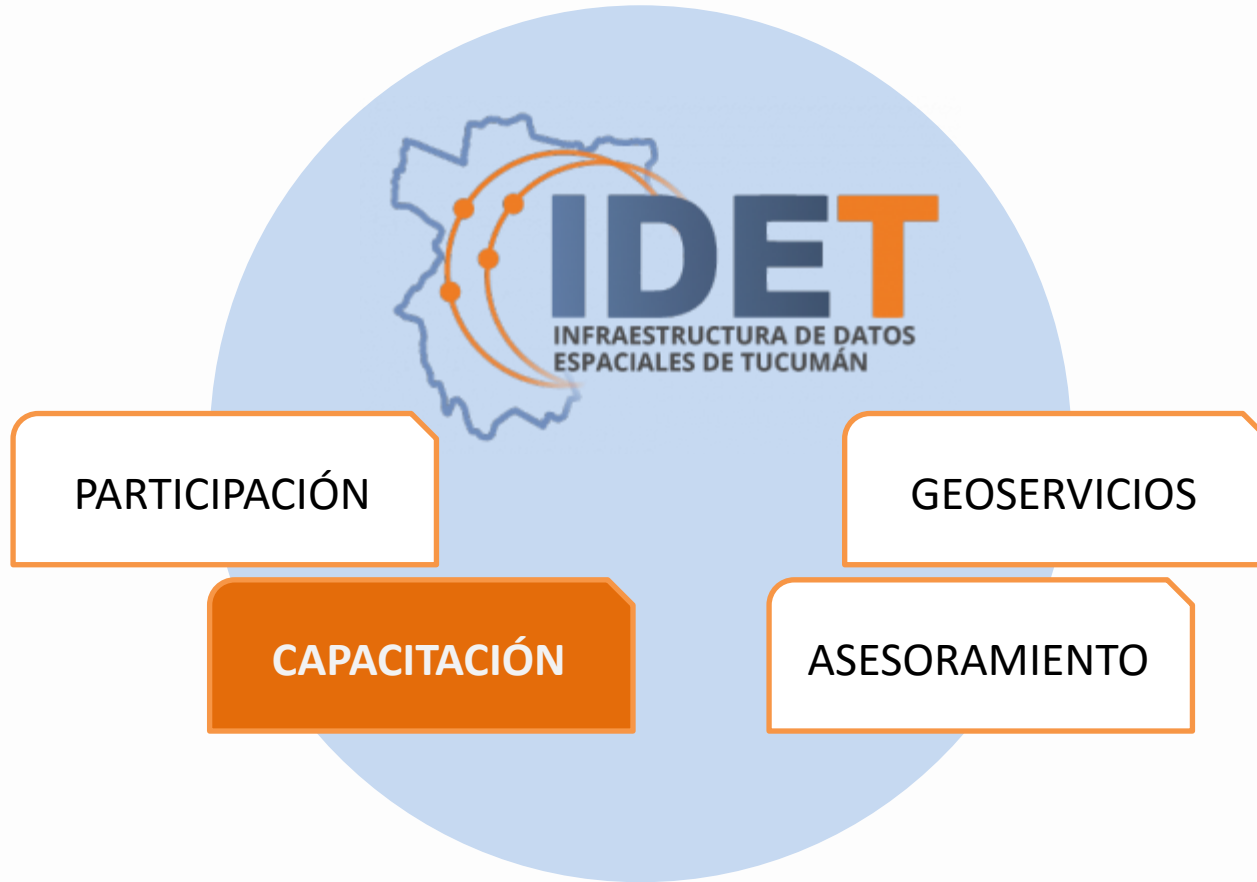 IDET
INFRAESTRUCTURA DE DATOS
ESPACIALES DE TUCUMÁN
PARTICIPACIÓN
GEOSERVICIOS
CAPACITACIÓN
ASESORAMIENTO